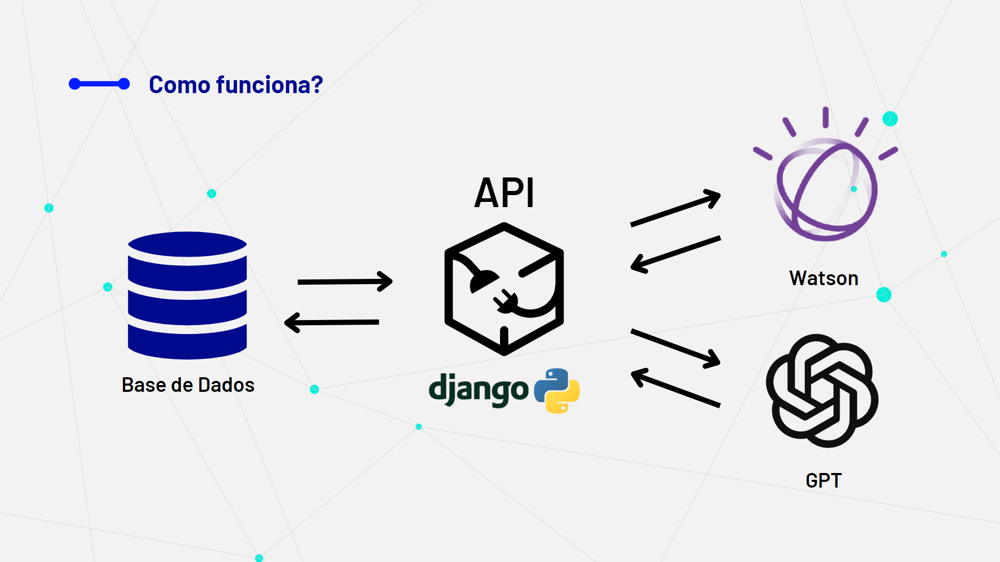 Como funciona?
API
Watson
Base de Dados
django
GPT